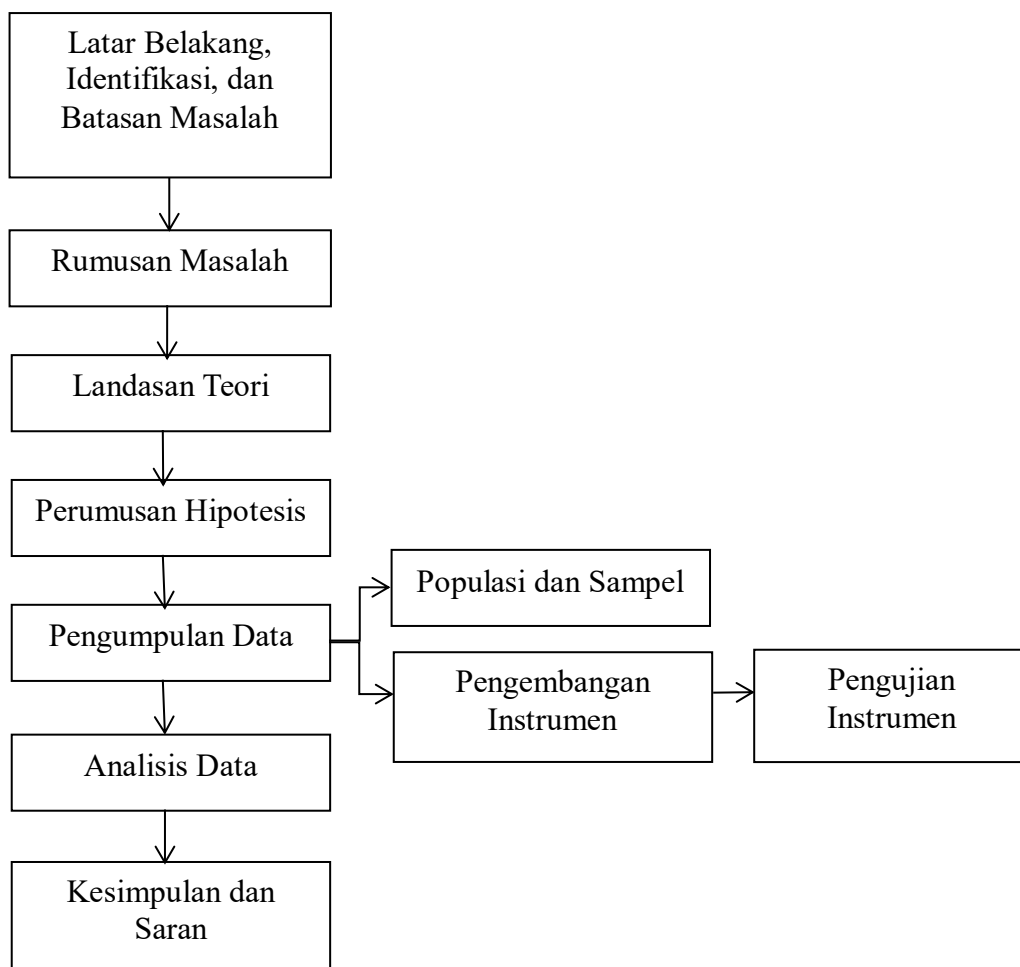 Latar Belakang,
Identifikasi, dan
Batasan Masalah
Rumusan Masalah
Landasan Teori
Perumusan Hipotesis
Pengumpulan Data
Populasi dan Sampel
Pengembangan
Instrumen
Pengujian
Instrumen
Analisis Data
Kesimpulan dan
Saran